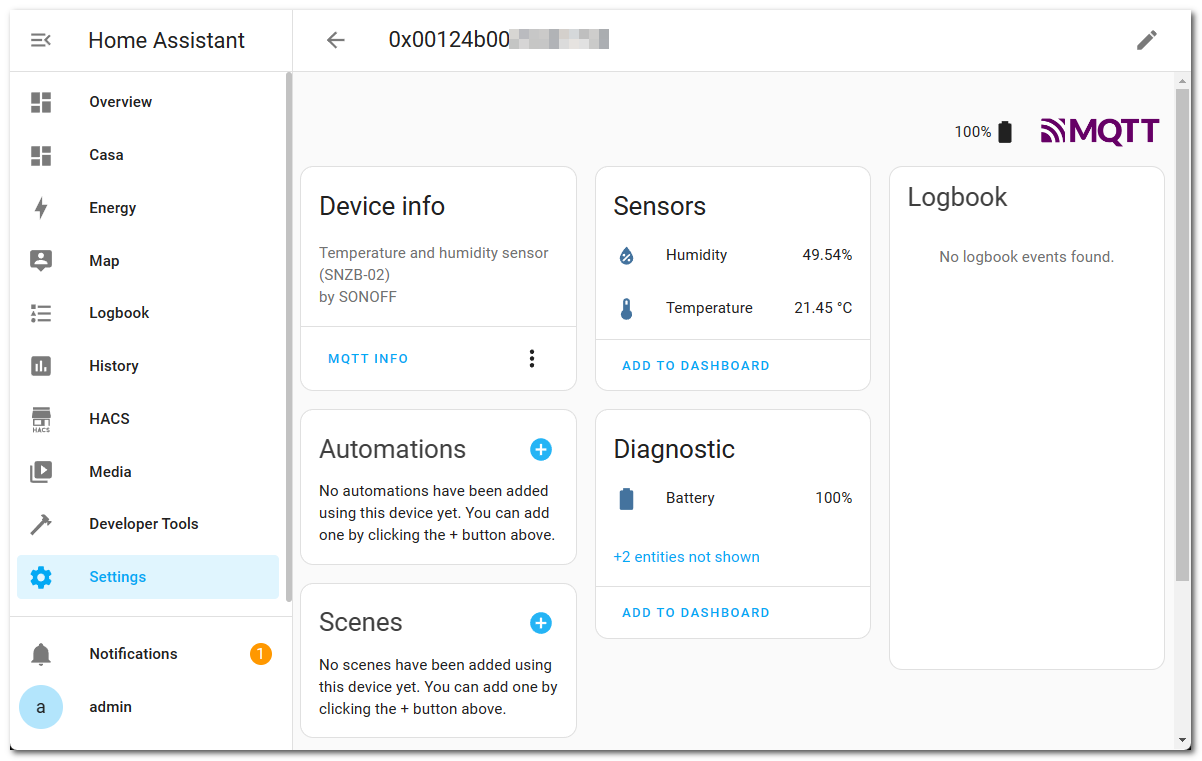 Home Assistant
Overview
Casa
Energy
Map
Logbook
History
HACS
HACS
Media
Developer Tools
Settings
Notifications
1
a
admin
0x00124b00
100%
MQTT
Device info
Temperature and humidity sensor
(SNZB-02)
by SONOFF
MQTT INFO
Automations
No automations have been added
using this device yet. You can add
one by clicking the + button above.
Scenes
No scenes have been added using
this device yet. You can add one by
clicking the + button above.
Sensors
Humidity 49.54%
Temperature 21.45 °C
ADD TO DASHBOARD
Diagnostic
Battery 100%
+2 entities not shown
ADD TO DASHBOARD
Logbook
No logbook events found.